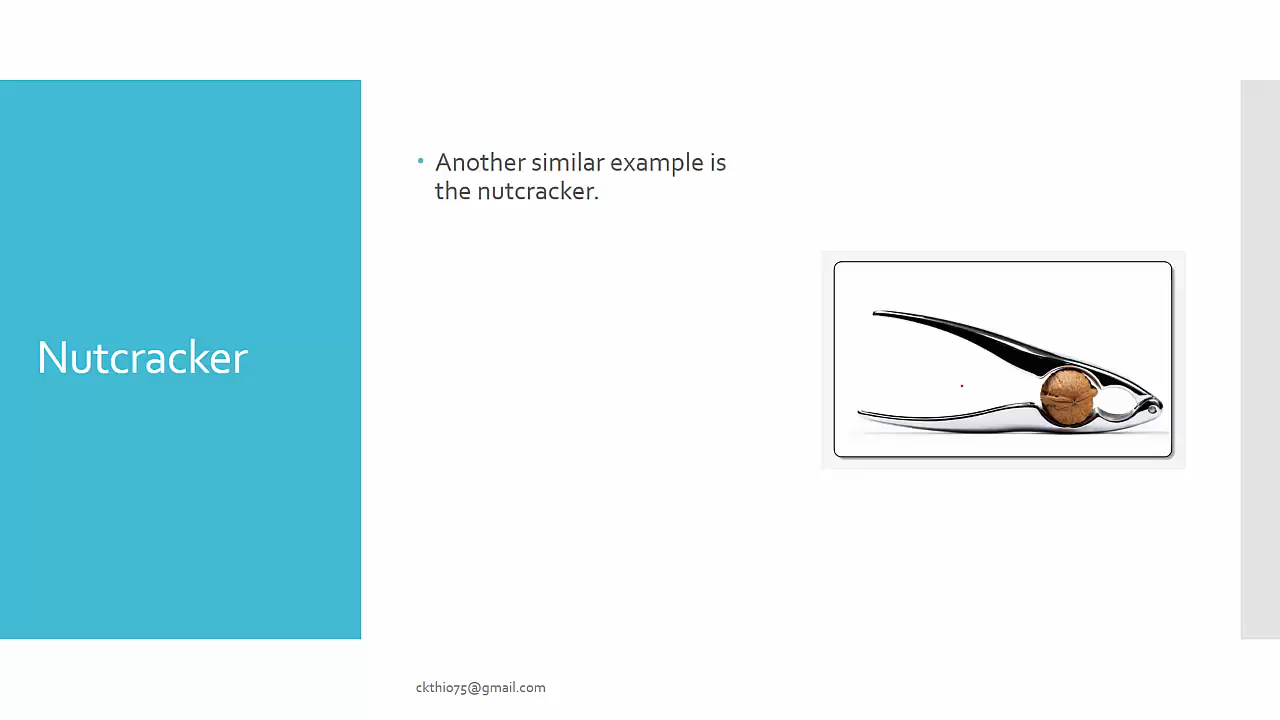 Nutcracker
Another similar example is
the nutcracker.
ckthio75@gmail.com